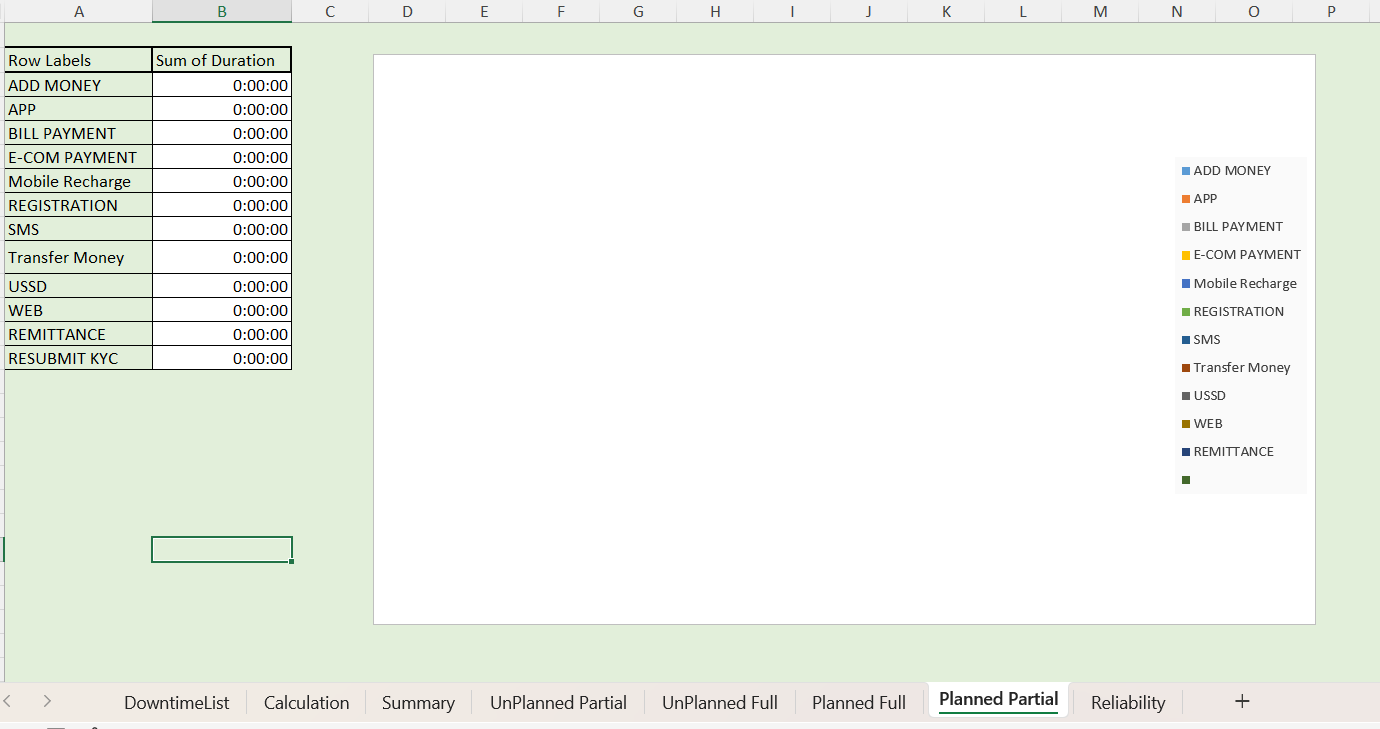 A B C D E F G H I J K L M N O P
Row Labels Sum of Duration
ADD MONEY 0:00:00
APP 0:00:00
BILL PAYMENT 0:00:00
E-COM PAYMENT 0:00:00
Mobile Recharge 0:00:00
REGISTRATION 0:00:00
SMS 0:00:00
Transfer Money 0:00:00
USSD 0:00:00
WEB 0:00:00
REMITTANCE 0:00:00
RESUBMIT KYC 0:00:00
ADD MONEY
APP
BILL PAYMENT
E-COM PAYMENT
Mobile Recharge
REGISTRATION
SMS
Transfer Money
USSD
WEB
REMITTANCE
DowntimeList Calculation Summary UnPlanned Partial UnPlanned Full Planned Full Planned Partial Reliability +